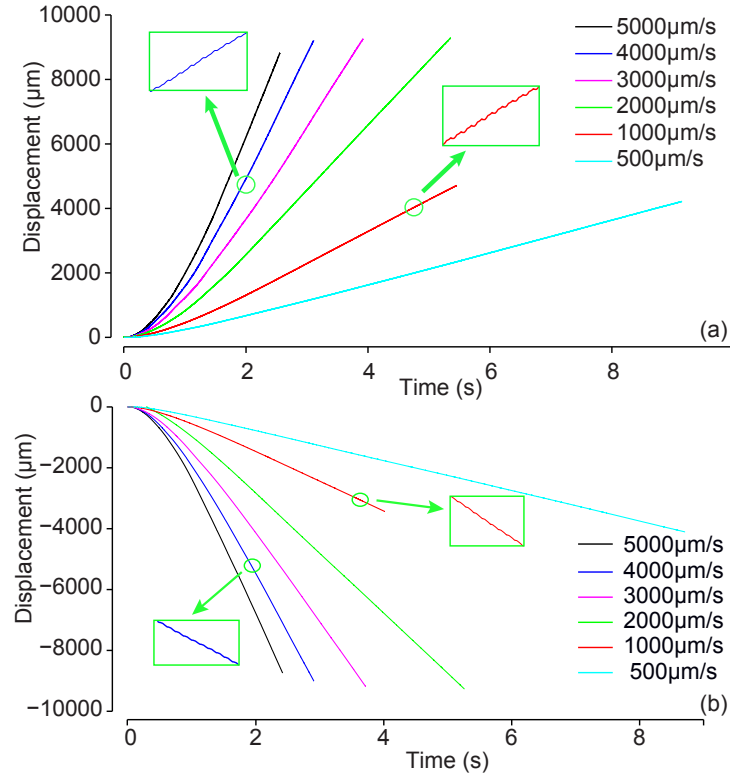 10000
8000
6000
4000
2000
0
Displacement (µm)
5000µm/s
4000µm/s
3000µm/s
2000µm/s
1000µm/s
500µm/s
(a)
0 2 4 6 8
Time (s)
0
−2000
−4000
−6000
−8000
−10000
Displacement (µm)
5000µm/s
4000µm/s
3000µm/s
2000µm/s
1000µm/s
500µm/s
(b)
0 2 4 6 8
Time (s)